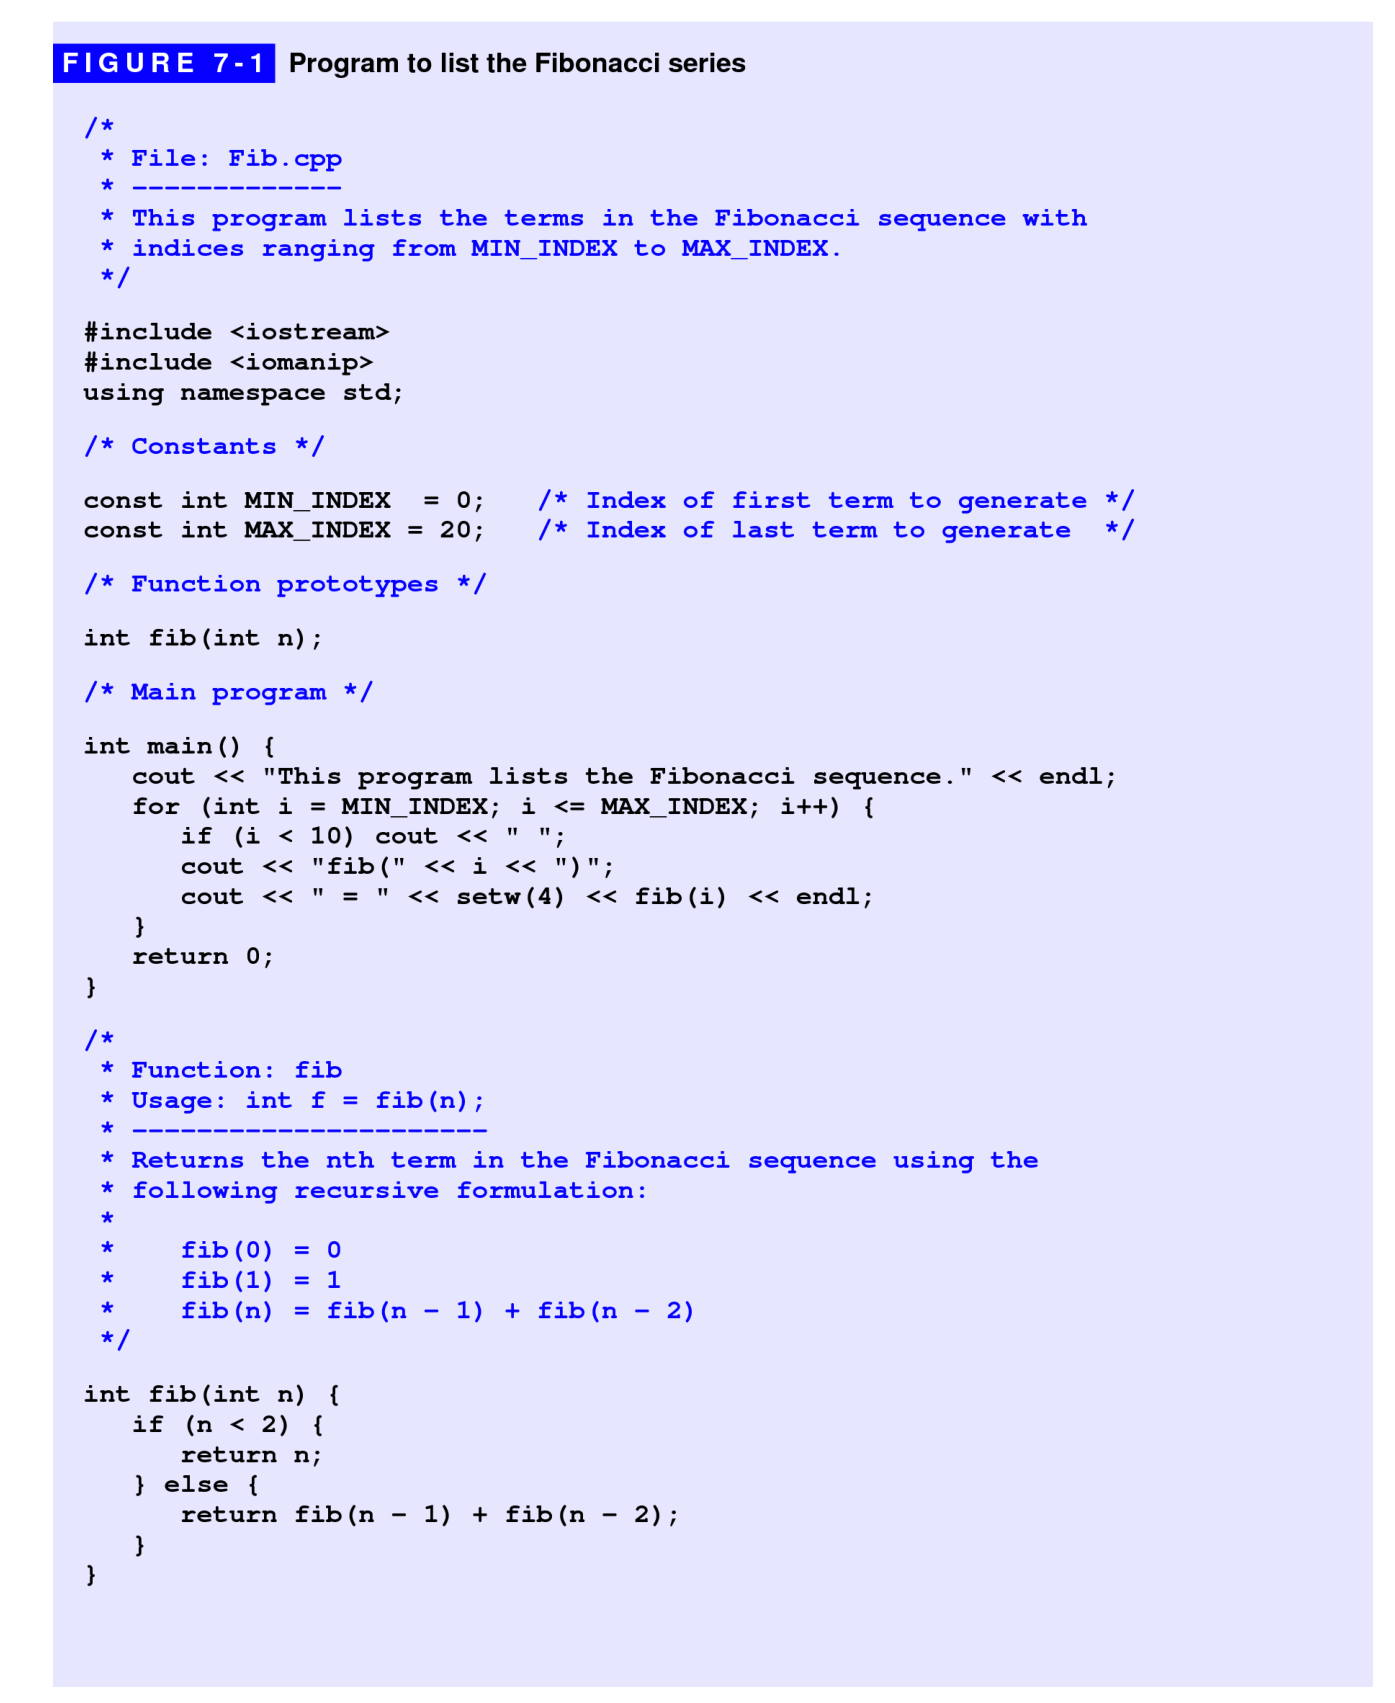 FIGURE 7-1 Program to list the Fibonacci series
/*
 * File: Fib.cpp
 * -------------
 * This program lists the terms in the Fibonacci sequence with
 * indices ranging from MIN_INDEX to MAX_INDEX.
 */
#include <iostream>
#include <iomanip>
using namespace std;
/* Constants */
const int MIN_INDEX  = 0;   /* Index of first term to generate */
const int MAX_INDEX = 20;   /* Index of last term to generate  */
/* Function prototypes */
int fib(int n);
/* Main program */
int main() {
   cout << "This program lists the Fibonacci sequence." << endl;
   for (int i = MIN_INDEX; i <= MAX_INDEX; i++) {
      if (i < 10) cout << " ";
      cout << "fib(" << i << ")";
      cout << " = " << setw(4) << fib(i) << endl;
   }
   return 0;
}
/*
 * Function: fib
 * Usage: int f = fib(n);
 * ----------------------
 * Returns the nth term in the Fibonacci sequence using the
 * following recursive formulation:
 *
 *    fib(0) = 0
 *    fib(1) = 1
 *    fib(n) = fib(n - 1) + fib(n - 2)
 */
int fib(int n) {
   if (n < 2) {
      return n;
   } else {
      return fib(n - 1) + fib(n - 2);
   }
}